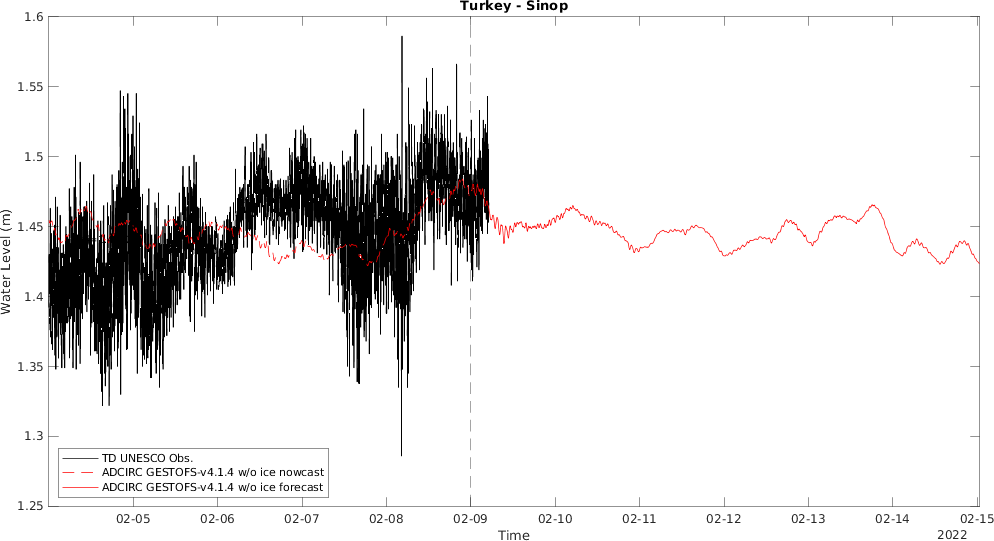 Turkey - Sinop
1.6
1.55
1.5
1.45
1.4
1.35
1.3
1.25
Water Level (m)
TD UNESCO Obs.
ADCIRC GESTOFS-v4.1.4 w/o ice nowcast
ADCIRC GESTOFS-v4.1.4 w/o ice forecast
02-05 02-06 02-07 02-08 02-09 02-10 02-11 02-12 02-13 02-14 02-15
Time
2022